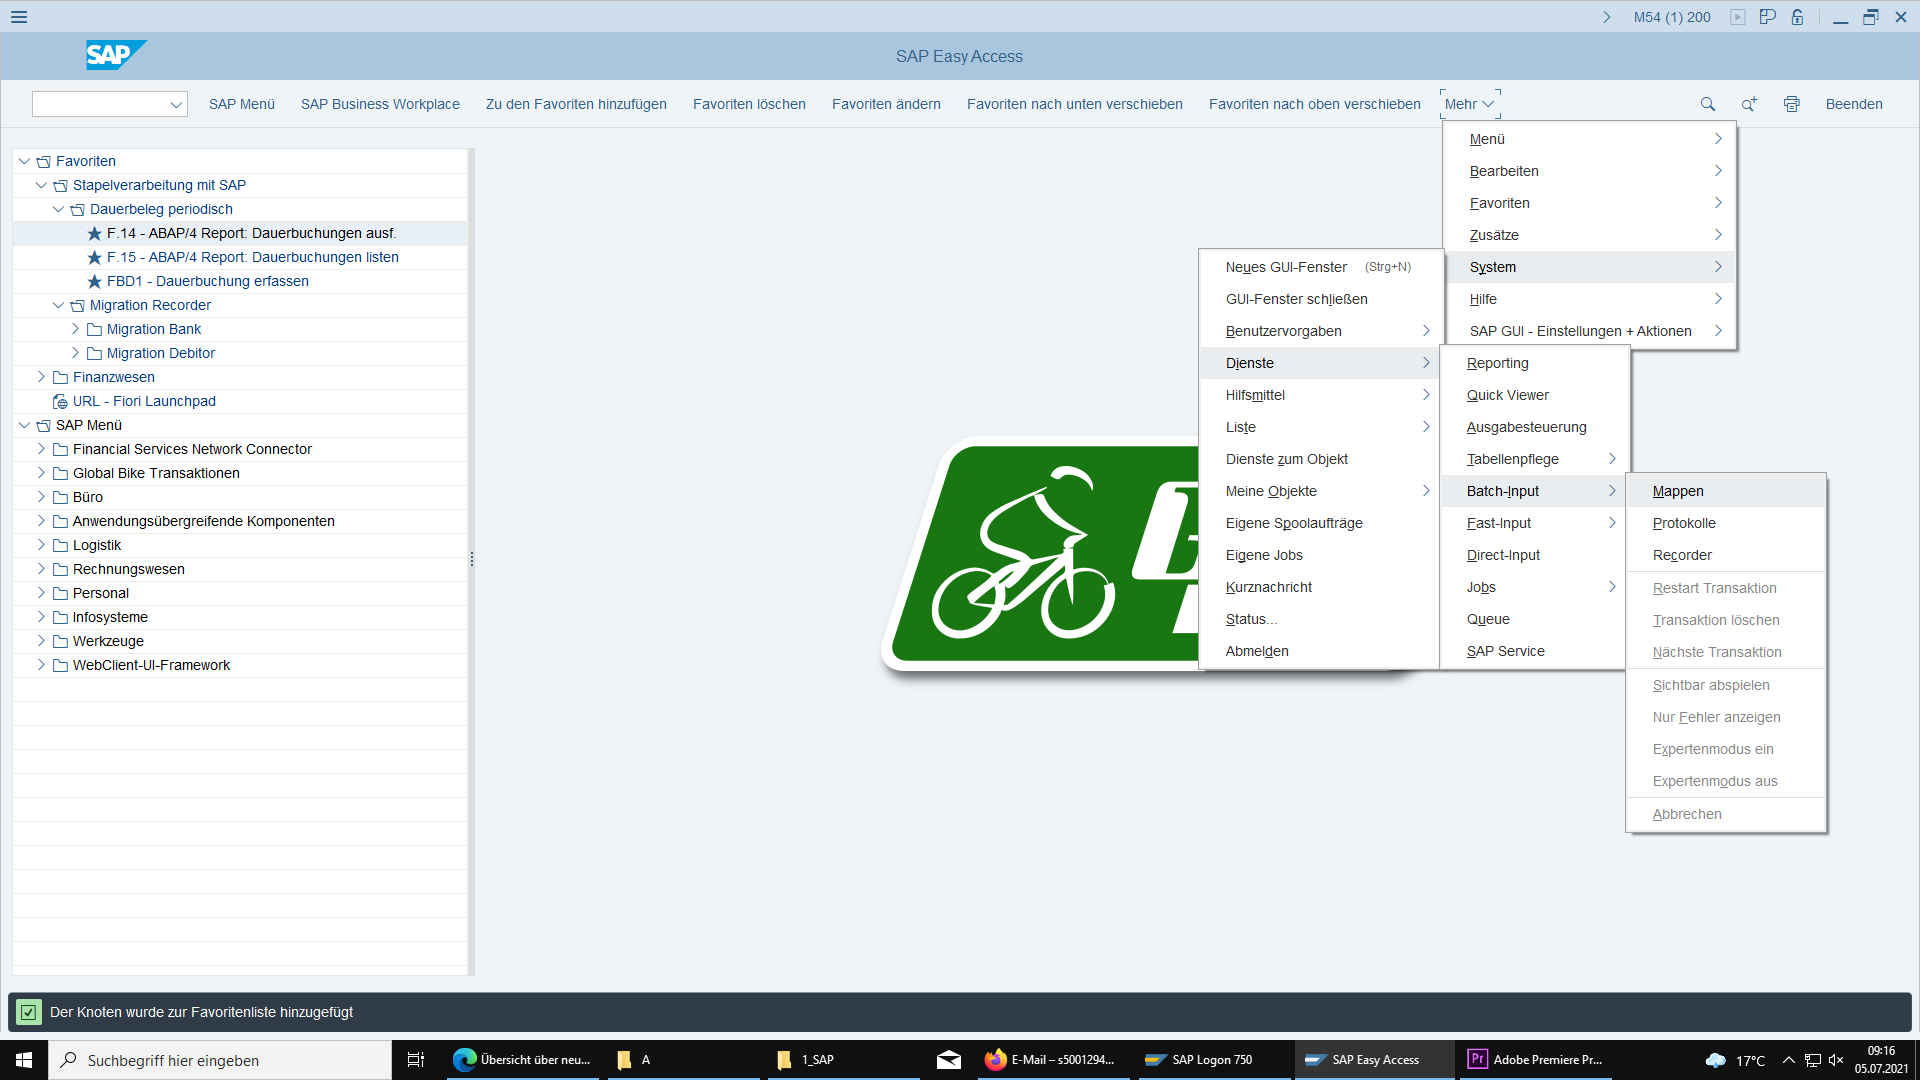 M54 (1) 200
SAP
SAP Easy Access
SAP Menü
SAP Business Workplace
Zu den Favoriten hinzufügen
Favoriten löschen
Favoriten ändern
Favoriten nach unten verschieben
Favoriten nach oben verschieben
Mehr
Beenden
Favoriten
Stapelverarbeitung mit SAP
Dauerbeleg periodisch
F.14 - ABAP/4 Report: Dauerbuchungen ausf.
F.15 - ABAP/4 Report: Dauerbuchungen listen
FBD1 - Dauerbuchung erfassen
Migration Recorder
Migration Bank
Migration Debitor
Finanzwesen
URL - Fiori Launchpad
SAP Menü
Financial Services Network Connector
Global Bike Transaktionen
Büro
Anwendungsübergreifende Komponenten
Logistik
Rechnungswesen
Personal
Infosysteme
Werkzeuge
WebClient-UI-Framework
Menü
Bearbeiten
Favoriten
Zusätze
System
Hilfe
SAP GUI - Einstellungen + Aktionen
Neues GUI-Fenster (Strg+N)
GUI-Fenster schließen
Benutzervorgaben
Dienste
Hilfsmittel
Liste
Dienste zum Objekt
Meine Objekte
Eigene Spoolaufträge
Eigene Jobs
Kurznachricht
Status...
Abmelden
Reporting
Quick Viewer
Ausgabesteuerung
Tabellenpflege
Batch-Input
Fast-Input
Direct-Input
Jobs
Queue
SAP Service
Mappen
Protokolle
Recorder
Restart Transaktion
Transaktion löschen
Nächste Transaktion
Sichtbar abspielen
Nur Fehler anzeigen
Expertenmodus ein
Expertenmodus aus
Abbrechen
Der Knoten wurde zur Favoritenliste hinzugefügt
Suchbegriff hier eingeben
Übersicht über neu...
A
1_SAP
E-Mail – s5001294...
SAP Logon 750
SAP Easy Access
Pr
Adobe Premiere Pr...
17°C
09:16
05.07.2021